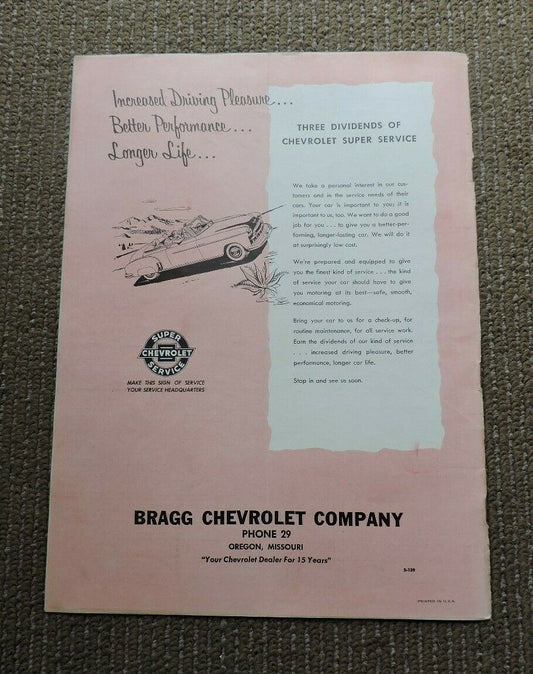 Increased Driving Pleasure...
Better Performance...
Longer Life...
THREE DIVIDENDS OF
CHEVROLET SUPER SERVICE
We take a personal interest in our cus-
tomers and in the service needs of their
cars. Your car is important to you; it is
important to us, too. We want to do a good
job for you . . . to give you a better-per-
forming, longer-lasting car. We will do it
at surprisingly low cost.
We're prepared and equipped to give
you the finest kind of service . . . the kind
of service your car should have to give
you motoring at its best—safe, smooth,
economical motoring.
Bring your car to us for a check-up, for
routine maintenance, for all service work.
Earn the dividends of our kind of service
. . . increased driving pleasure, better
performance, longer car life.
Stop in and see us soon.
SUPER
CHEVROLET
SERVICE
MAKE THIS SIGN OF SERVICE
YOUR SERVICE HEADQUARTERS
BRAGG CHEVROLET COMPANY
PHONE 29
OREGON, MISSOURI
"Your Chevrolet Dealer For 15 Years"
S-139
PRINTED IN U.S.A.